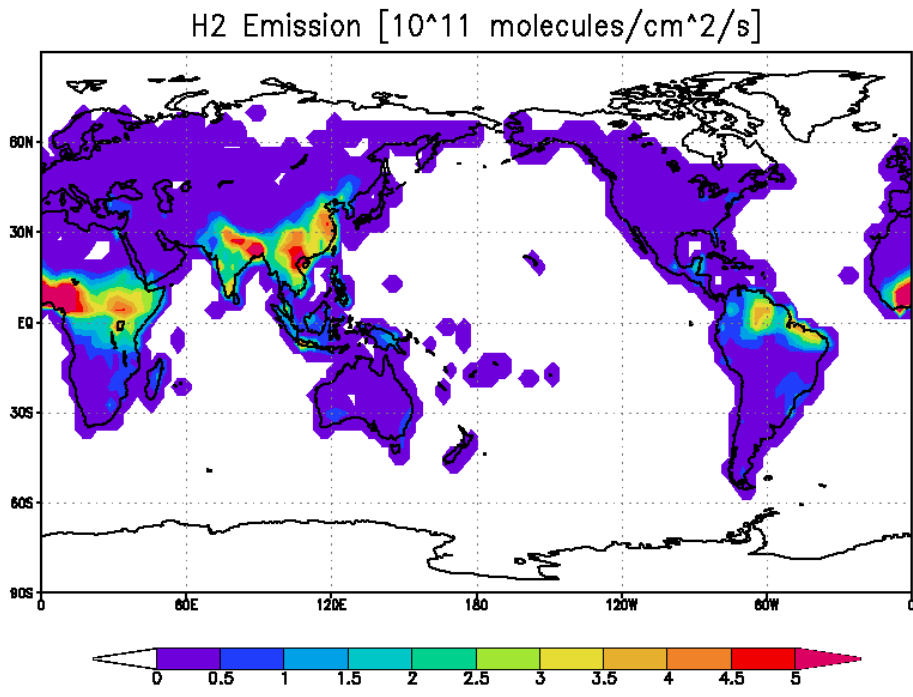 H2 Emission [10^11 molecules/cm^2/s]
60N
30N
EQ
30S
60S
90S
0 60E 120E 180 120W 60W 0
0 0.5 1 1.5 2 2.5 3 3.5 4 4.5 5